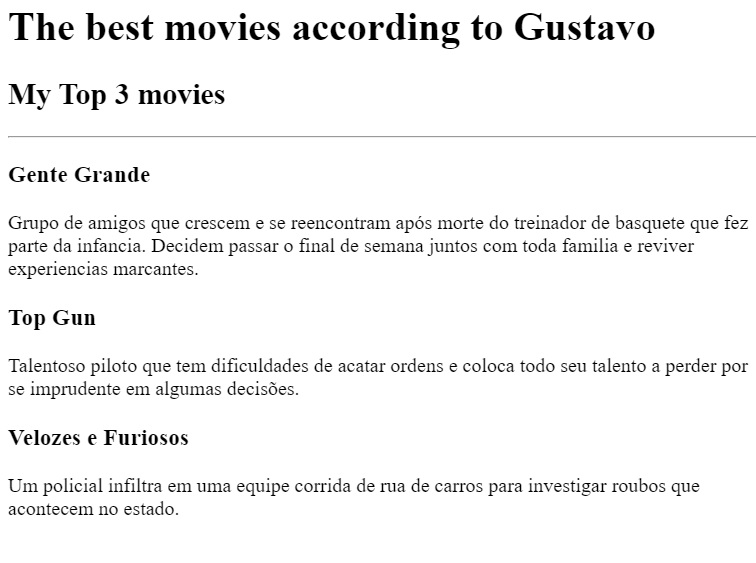 The best movies according to Gustavo
My Top 3 movies
Gente Grande
Grupo de amigos que crescem e se reencontram após morte do treinador de basquete que fez
parte da infancia. Decidem passar o final de semana juntos com toda familia e reviver
experiencias marcantes.
Top Gun
Talentoso piloto que tem dificuldades de acatar ordens e coloca todo seu talento a perder por
se imprudente em algumas decisões.
Velozes e Furiosos
Um policial infiltra em uma equipe corrida de rua de carros para investigar roubos que
acontecem no estado.